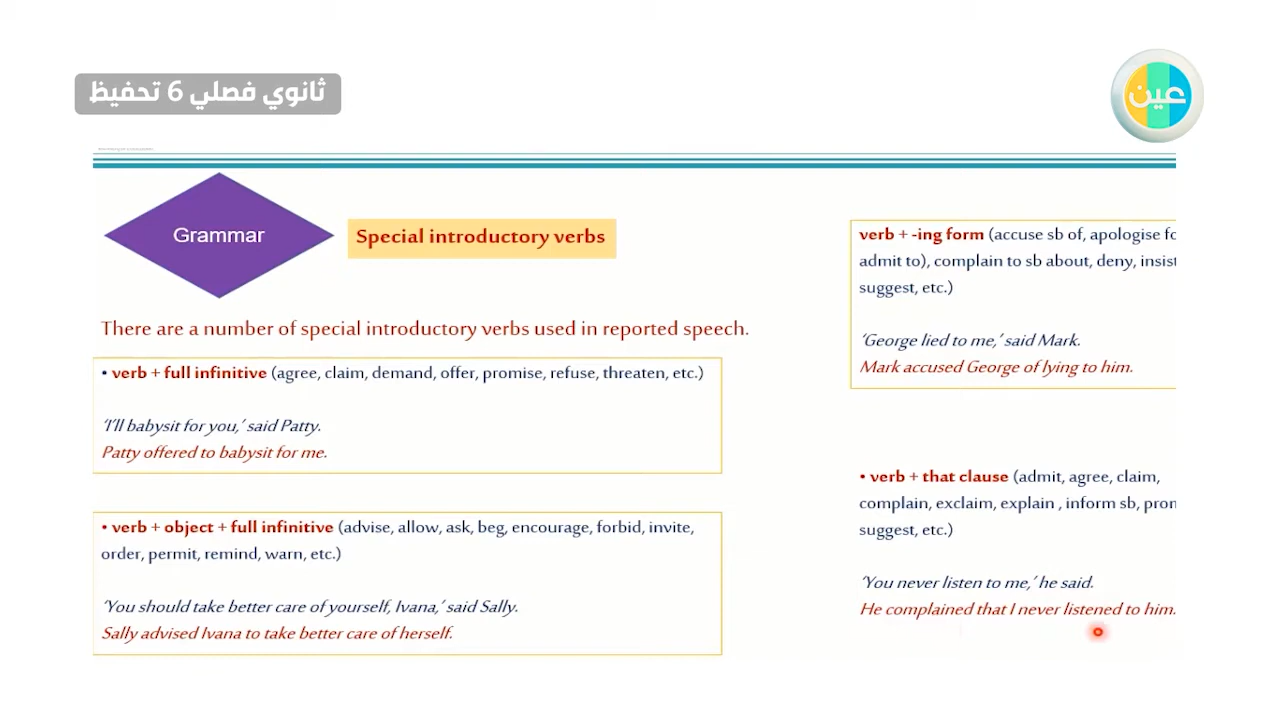 ثانوي فصلي 6 تحفيظ
عين
Grammar
Special introductory verbs
There are a number of special introductory verbs used in reported speech.
• verb + full infinitive (agree, claim, demand, offer, promise, refuse, threaten, etc.)
‘I’ll babysit for you,’ said Patty.
Patty offered to babysit for me.
• verb + object + full infinitive (advise, allow, ask, beg, encourage, forbid, invite,
order, permit, remind, warn, etc.)
‘You should take better care of yourself, Ivana,’ said Sally.
Sally advised Ivana to take better care of herself.
verb + -ing form (accuse sb of, apologise
admit to), complain to sb about, deny, insist
suggest, etc.)
‘George lied to me,’ said Mark.
Mark accused George of lying to him.
• verb + that clause (admit, agree, claim,
complain, exclaim, explain , inform sb,
suggest, etc.)
‘You never listen to me,’ he said.
He complained that I never listened to him.